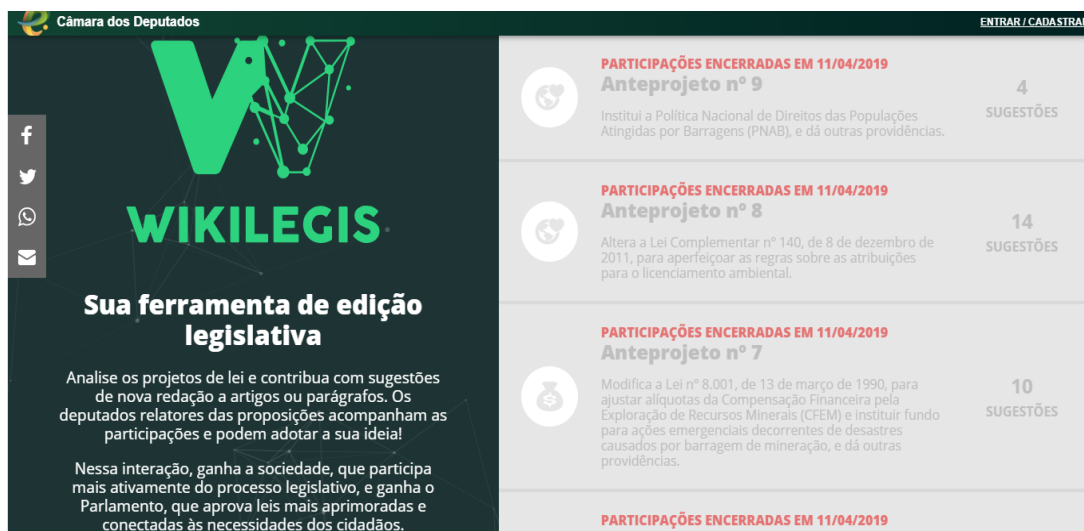 Câmara dos Deputados
ENTRAR / CADASTRAR
WIKILEGIS
Sua ferramenta de edição
legislativa
Analise os projetos de lei e contribua com sugestões
de nova redação a artigos ou parágrafos. Os
deputados relatores das proposições acompanham as
participações e podem adotar a sua ideia!
Nessa interação, ganha a sociedade, que participa
mais ativamente do processo legislativo, e ganha o
Parlamento, que aprova leis mais aprimoradas e
conectadas às necessidades dos cidadãos.
PARTICIPAÇÕES ENCERRADAS EM 11/04/2019
Anteprojeto nº 9
Institui a Política Nacional de Direitos das Populações
Atingidas por Barragens (PNAB), e dá outras providências.
4
SUGESTÕES
PARTICIPAÇÕES ENCERRADAS EM 11/04/2019
Anteprojeto nº 8
Altera a Lei Complementar nº 140, de 8 de dezembro de
2011, para aperfeiçoar as regras sobre as atribuições
para o licenciamento ambiental.
14
SUGESTÕES
PARTICIPAÇÕES ENCERRADAS EM 11/04/2019
Anteprojeto nº 7
Modifica a Lei nº 8.001, de 13 de março de 1990, para
ajustar alíquotas da Compensação Financeira pela
Exploração de Recursos Minerais (CFEM) e instituir fundo
para ações emergenciais decorrentes de desastres
causados por barragem de mineração, e dá outras
providências.
10
SUGESTÕES
PARTICIPAÇÕES ENCERRADAS EM 11/04/2019